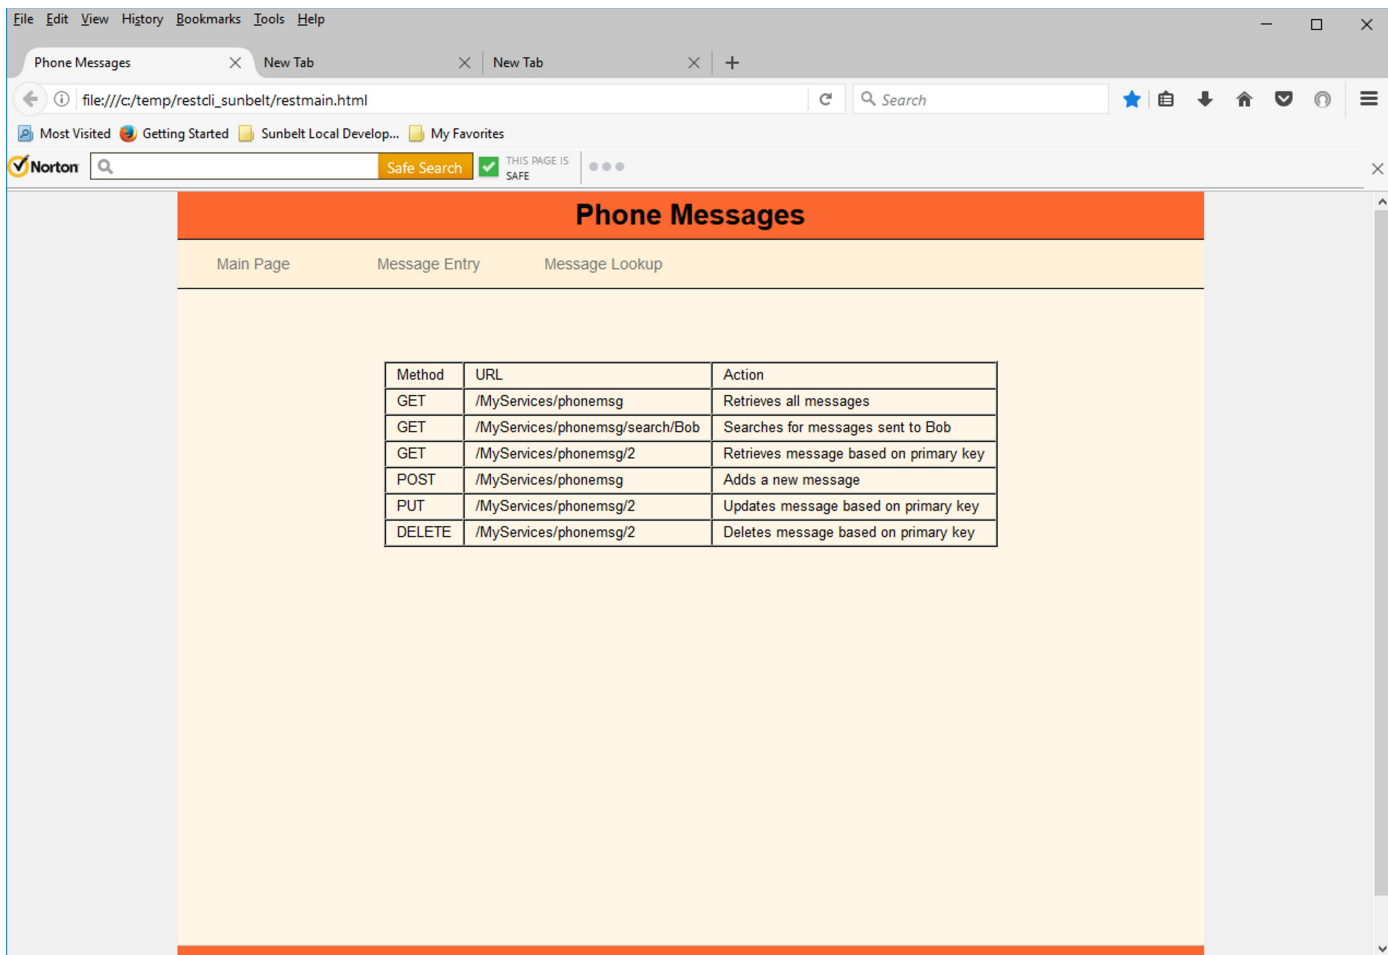 File Edit View History Bookmarks Tools Help
Phone Messages New Tab New Tab
file:///c:/temp/restcli_sunbelt/restmain.html Search
Most Visited Getting Started Sunbelt Local Develop... My Favorites
Norton Safe Search THIS PAGE IS
SAFE
Phone Messages
Main Page Message Entry Message Lookup
Method URL Action
GET /MyServices/phonemsg Retrieves all messages
GET /MyServices/phonemsg/search/Bob Searches for messages sent to Bob
GET /MyServices/phonemsg/2 Retrieves message based on primary key
POST /MyServices/phonemsg Adds a new message
PUT /MyServices/phonemsg/2 Updates message based on primary key
DELETE /MyServices/phonemsg/2 Deletes message based on primary key